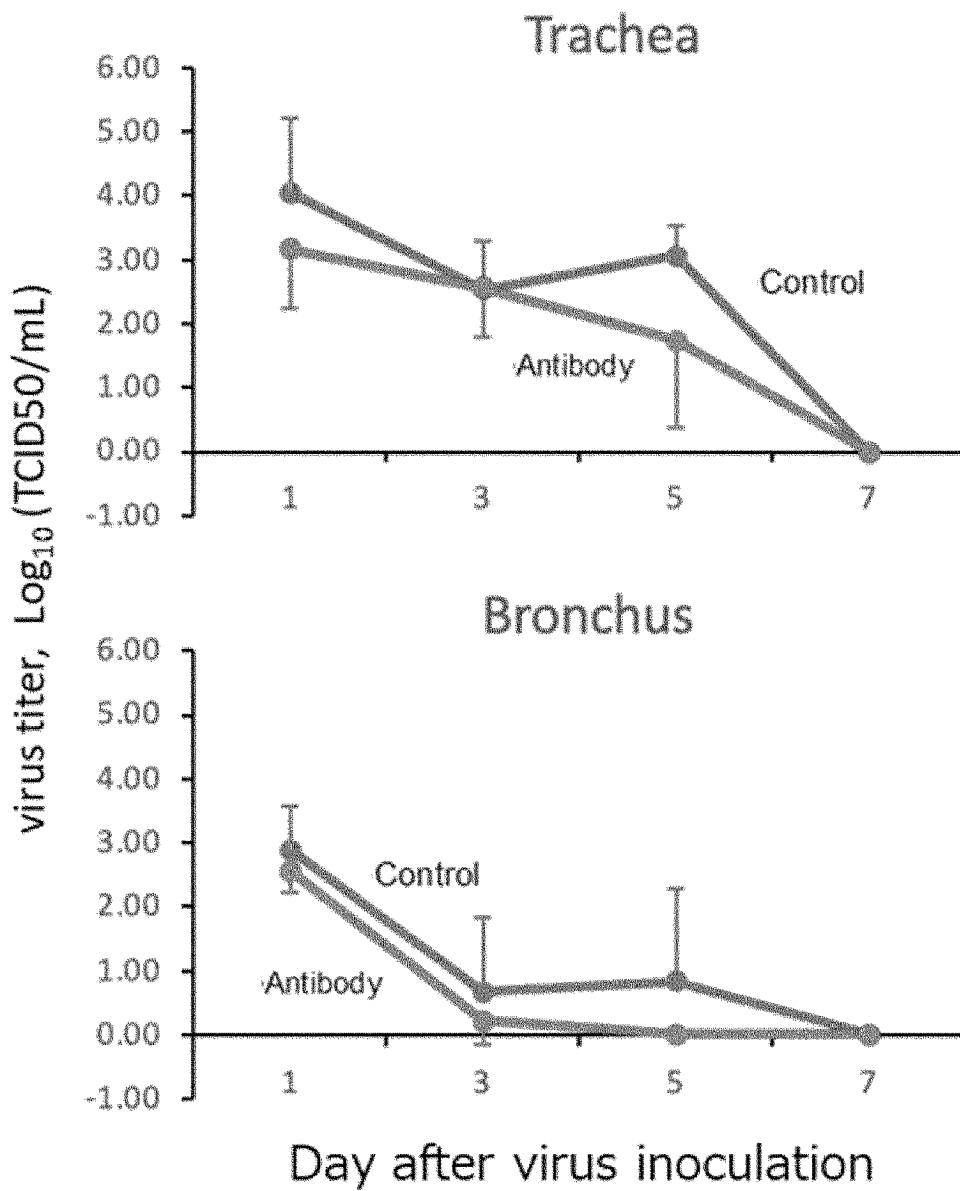 Trachea
6.00
5.00
4.00
3.00
2.00
1.00
0.00
-1.00
Control
Antibody
1 3 5 7
Bronchus
6.00
5.00
4.00
3.00
2.00
1.00
0.00
-1.00
Control
Antibody
1 3 5 7
virus titer, Log10 (TCID50/mL)
Day after virus inoculation